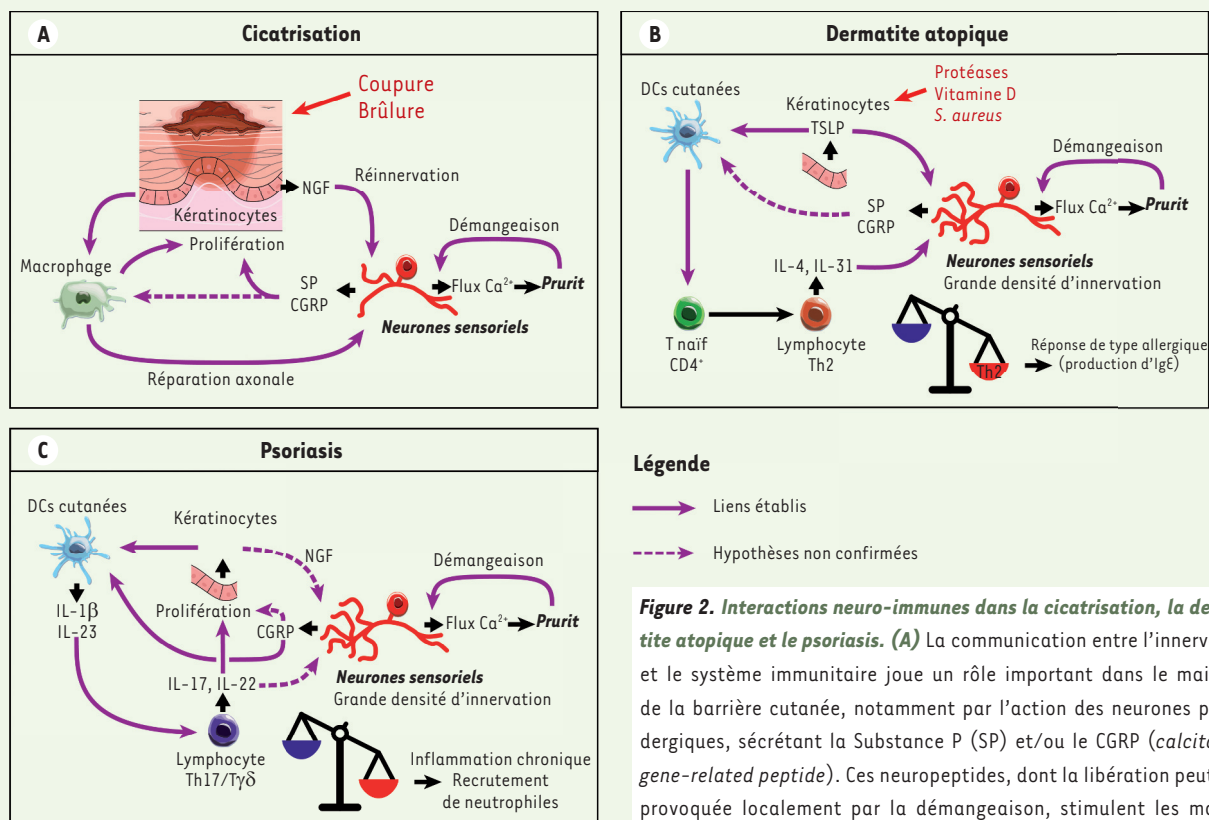 A
Cicatrisation
Coupure
Brûlure
NGF
Réinnervation
Kératinocytes
Prolifération
Démangeaison
Macrophage
SP
CGRP
Flux Ca²⁺
Prurit
Neurones sensoriels
Réparation axonale
B
Dermatite atopique
Protéases
Vitamine D
S. aureus
DCs cutanées
Kératinocytes
TSLP
Démangeaison
SP
CGRP
Flux Ca²⁺
Prurit
IL-4, IL-31
Neurones sensoriels
Grande densité d'innervation
T naïf
CD4⁺
Lymphocyte
Th2
Th2
Réponse de type allergique
(production d'IgE)
C
Psoriasis
DCs cutanées
Kératinocytes
NGF
Démangeaison
IL-1β
IL-23
Prolifération
CGRP
Flux Ca²⁺
Prurit
IL-17, IL-22
Neurones sensoriels
Grande densité d'innervation
Lymphocyte
Th17/Tγδ
Inflammation chronique
Recrutement
de neutrophiles
Légende
Liens établis
Hypothèses non confirmées
Figure 2. Interactions neuro-immunes dans la cicatrisation, la de
tite atopique et le psoriasis. (A) La communication entre l'innerv
et le système immunitaire joue un rôle important dans le mai
de la barrière cutanée, notamment par l'action des neurones p
dergiques, sécrétant la Substance P (SP) et/ou le CGRP (calcito
gene-related peptide). Ces neuropeptides, dont la libération peut
provoquée localement par la démangeaison, stimulent les ma